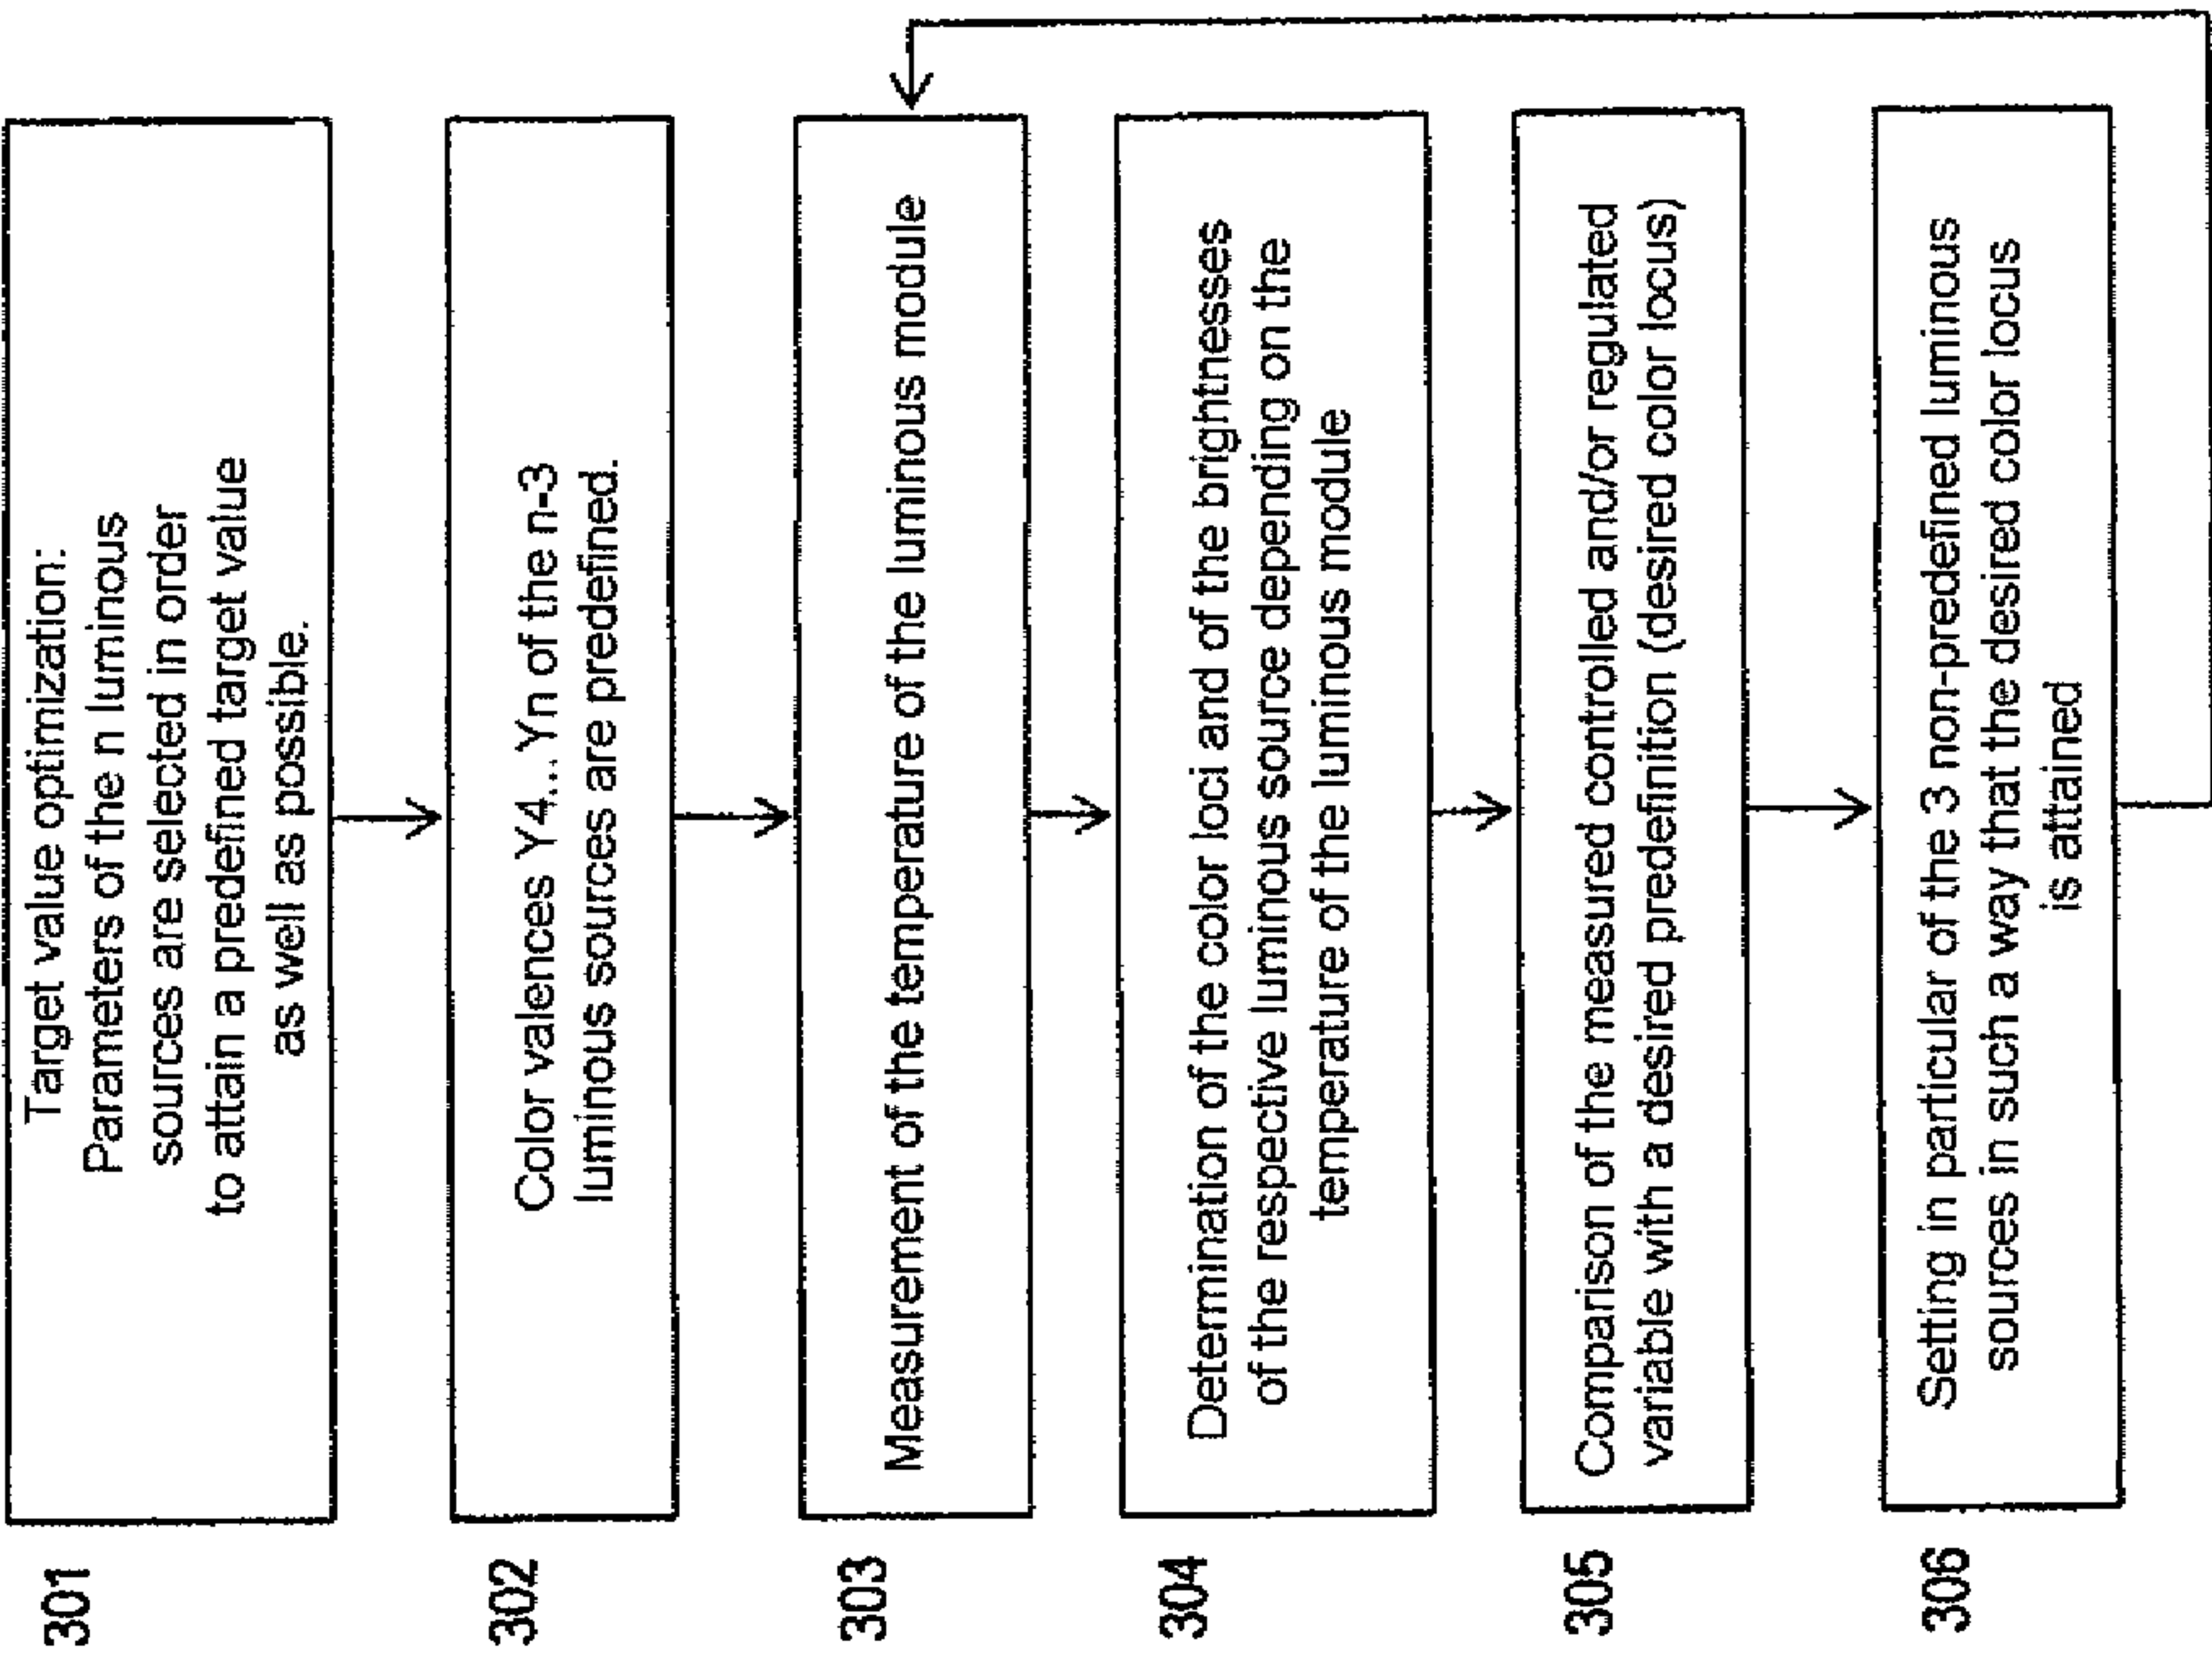 301
Target value optimization:
Parameters of the n luminous
sources are selected in order
to attain a predefined target value
as well as possible.
302
Color valences Y4...Yn of the n-3
luminous sources are predefined.
303
Measurement of the temperature of the luminous module
304
Determination of the color loci and of the brightnesses
of the respective luminous source depending on the
temperature of the luminous module
305
Comparison of the measured controlled and/or regulated
variable with a desired predefinition (desired color locus)
306
Setting in particular of the 3 non-predefined luminous
sources in such a way that the desired color locus
is attained